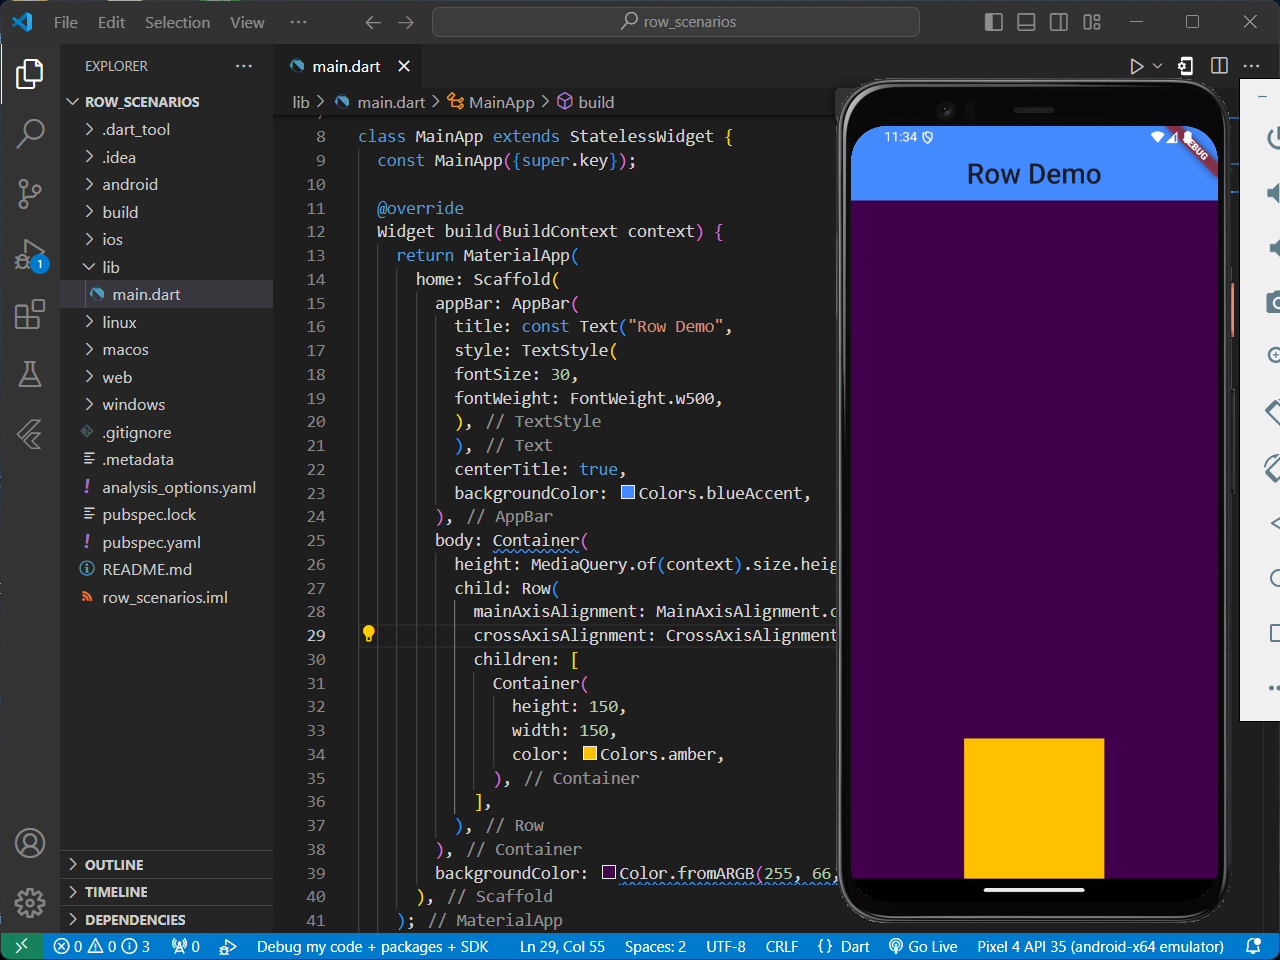 File Edit Selection View ···
row_scenarios
EXPLORER ···
main.dart
lib > main.dart > MainApp > build
ROW_SCENARIOS
.dart_tool
.idea
android
build
ios
lib
main.dart
linux
macos
web
windows
.gitignore
.metadata
analysis_options.yaml
pubspec.lock
pubspec.yaml
README.md
row_scenarios.iml
OUTLINE
TIMELINE
DEPENDENCIES
1
8 class MainApp extends StatelessWidget {
9 const MainApp({super.key});
10
11 @override
12 Widget build(BuildContext context) {
13 return MaterialApp(
14 home: Scaffold(
15 appBar: AppBar(
16 title: const Text("Row Demo",
17 style: TextStyle(
18 fontSize: 30,
19 fontWeight: FontWeight.w500,
20 ), // TextStyle
21 ), // Text
22 centerTitle: true,
23 backgroundColor: Colors.blueAccent,
24 ), // AppBar
25 body: Container(
26 height: MediaQuery.of(context).size.heig
27 child: Row(
28 mainAxisAlignment: MainAxisAlignment.c
29 crossAxisAlignment: CrossAxisAlignment
30 children: [
31 Container(
32 height: 150,
33 width: 150,
34 color: Colors.amber,
35 ), // Container
36 ],
37 ), // Row
38 ), // Container
39 backgroundColor: Color.fromARGB(255, 66,
40 ), // Scaffold
41 ); // MaterialApp
11:34
Row Demo
0 0 3 0 Debug my code + packages + SDK Ln 29, Col 55 Spaces: 2 UTF-8 CRLF {} Dart Go Live Pixel 4 API 35 (android-x64 emulator)